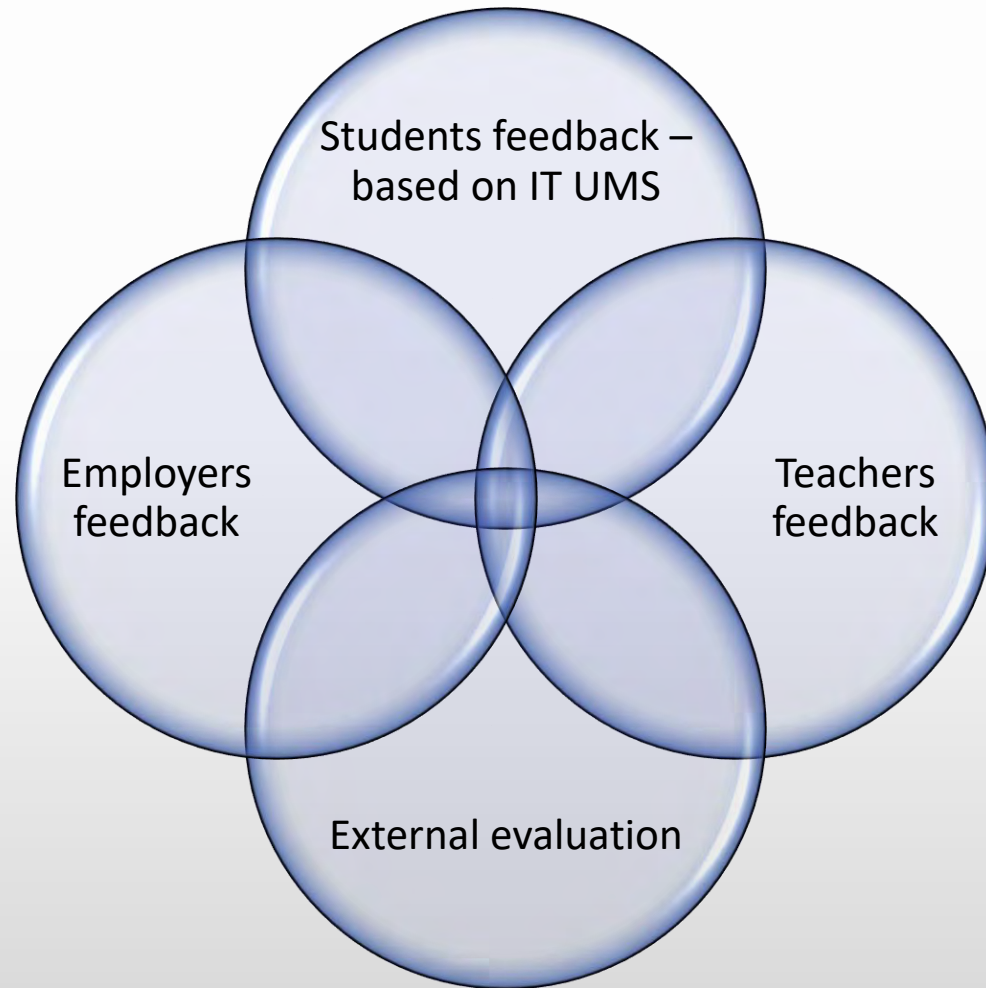 Students feedback –
based on IT UMS
Employers
feedback
Teachers
feedback
External evaluation